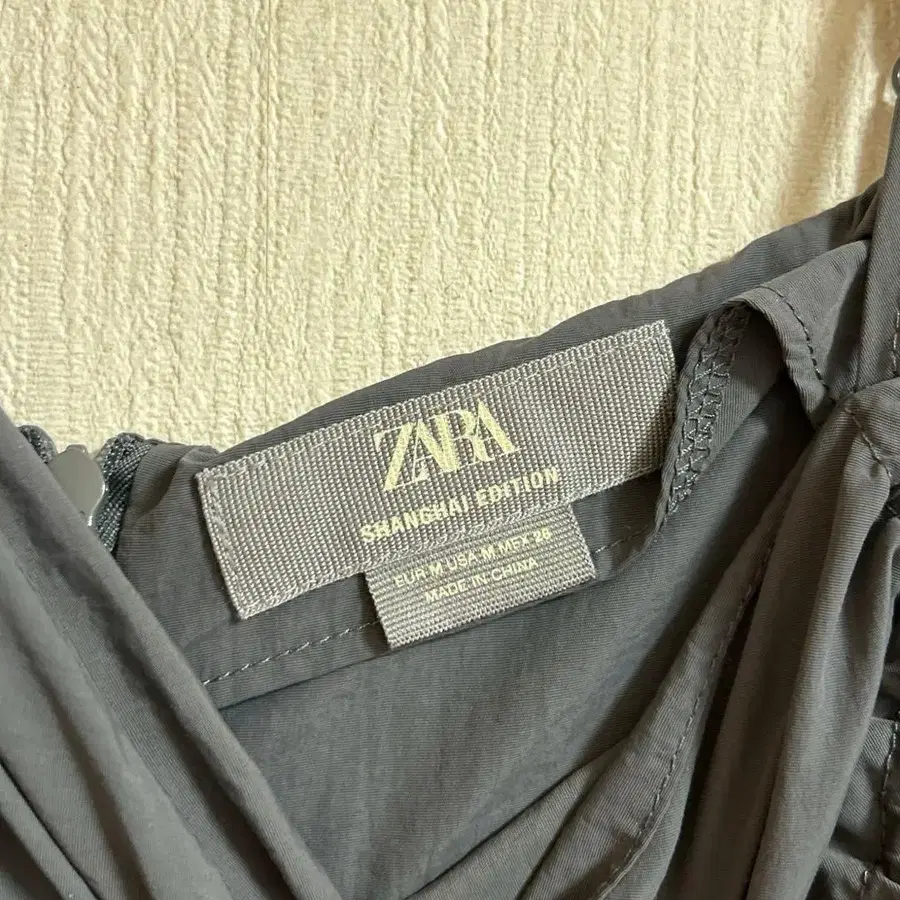 ZARA
SHANGHAI EDITION
EUR M USA M MEX 28
MADE IN CHINA